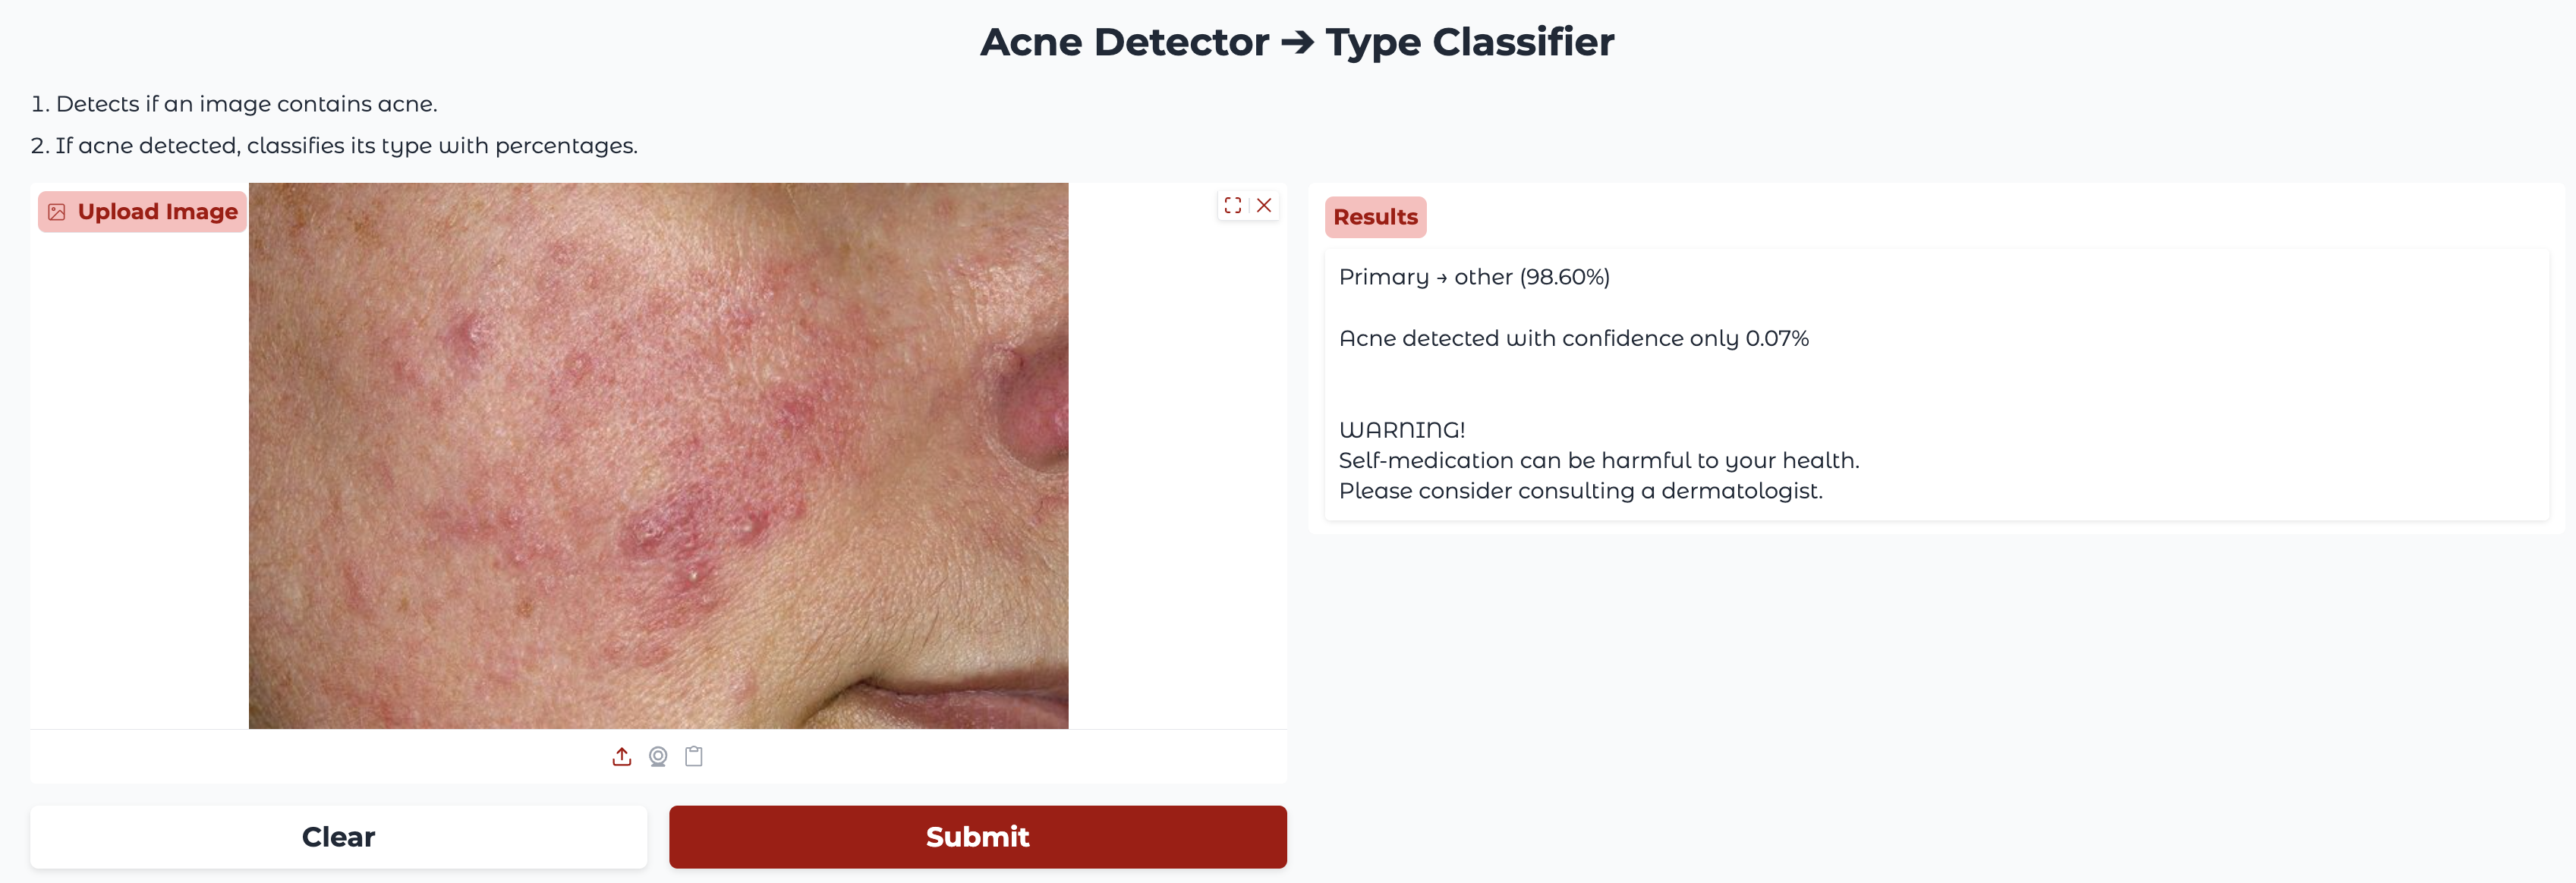 Acne Detector ➔ Type Classifier
1. Detects if an image contains acne.
2. If acne detected, classifies its type with percentages.
Upload Image
Results
Primary → other (98.60%)
Acne detected with confidence only 0.07%
WARNING!
Self-medication can be harmful to your health.
Please consider consulting a dermatologist.
Clear
Submit